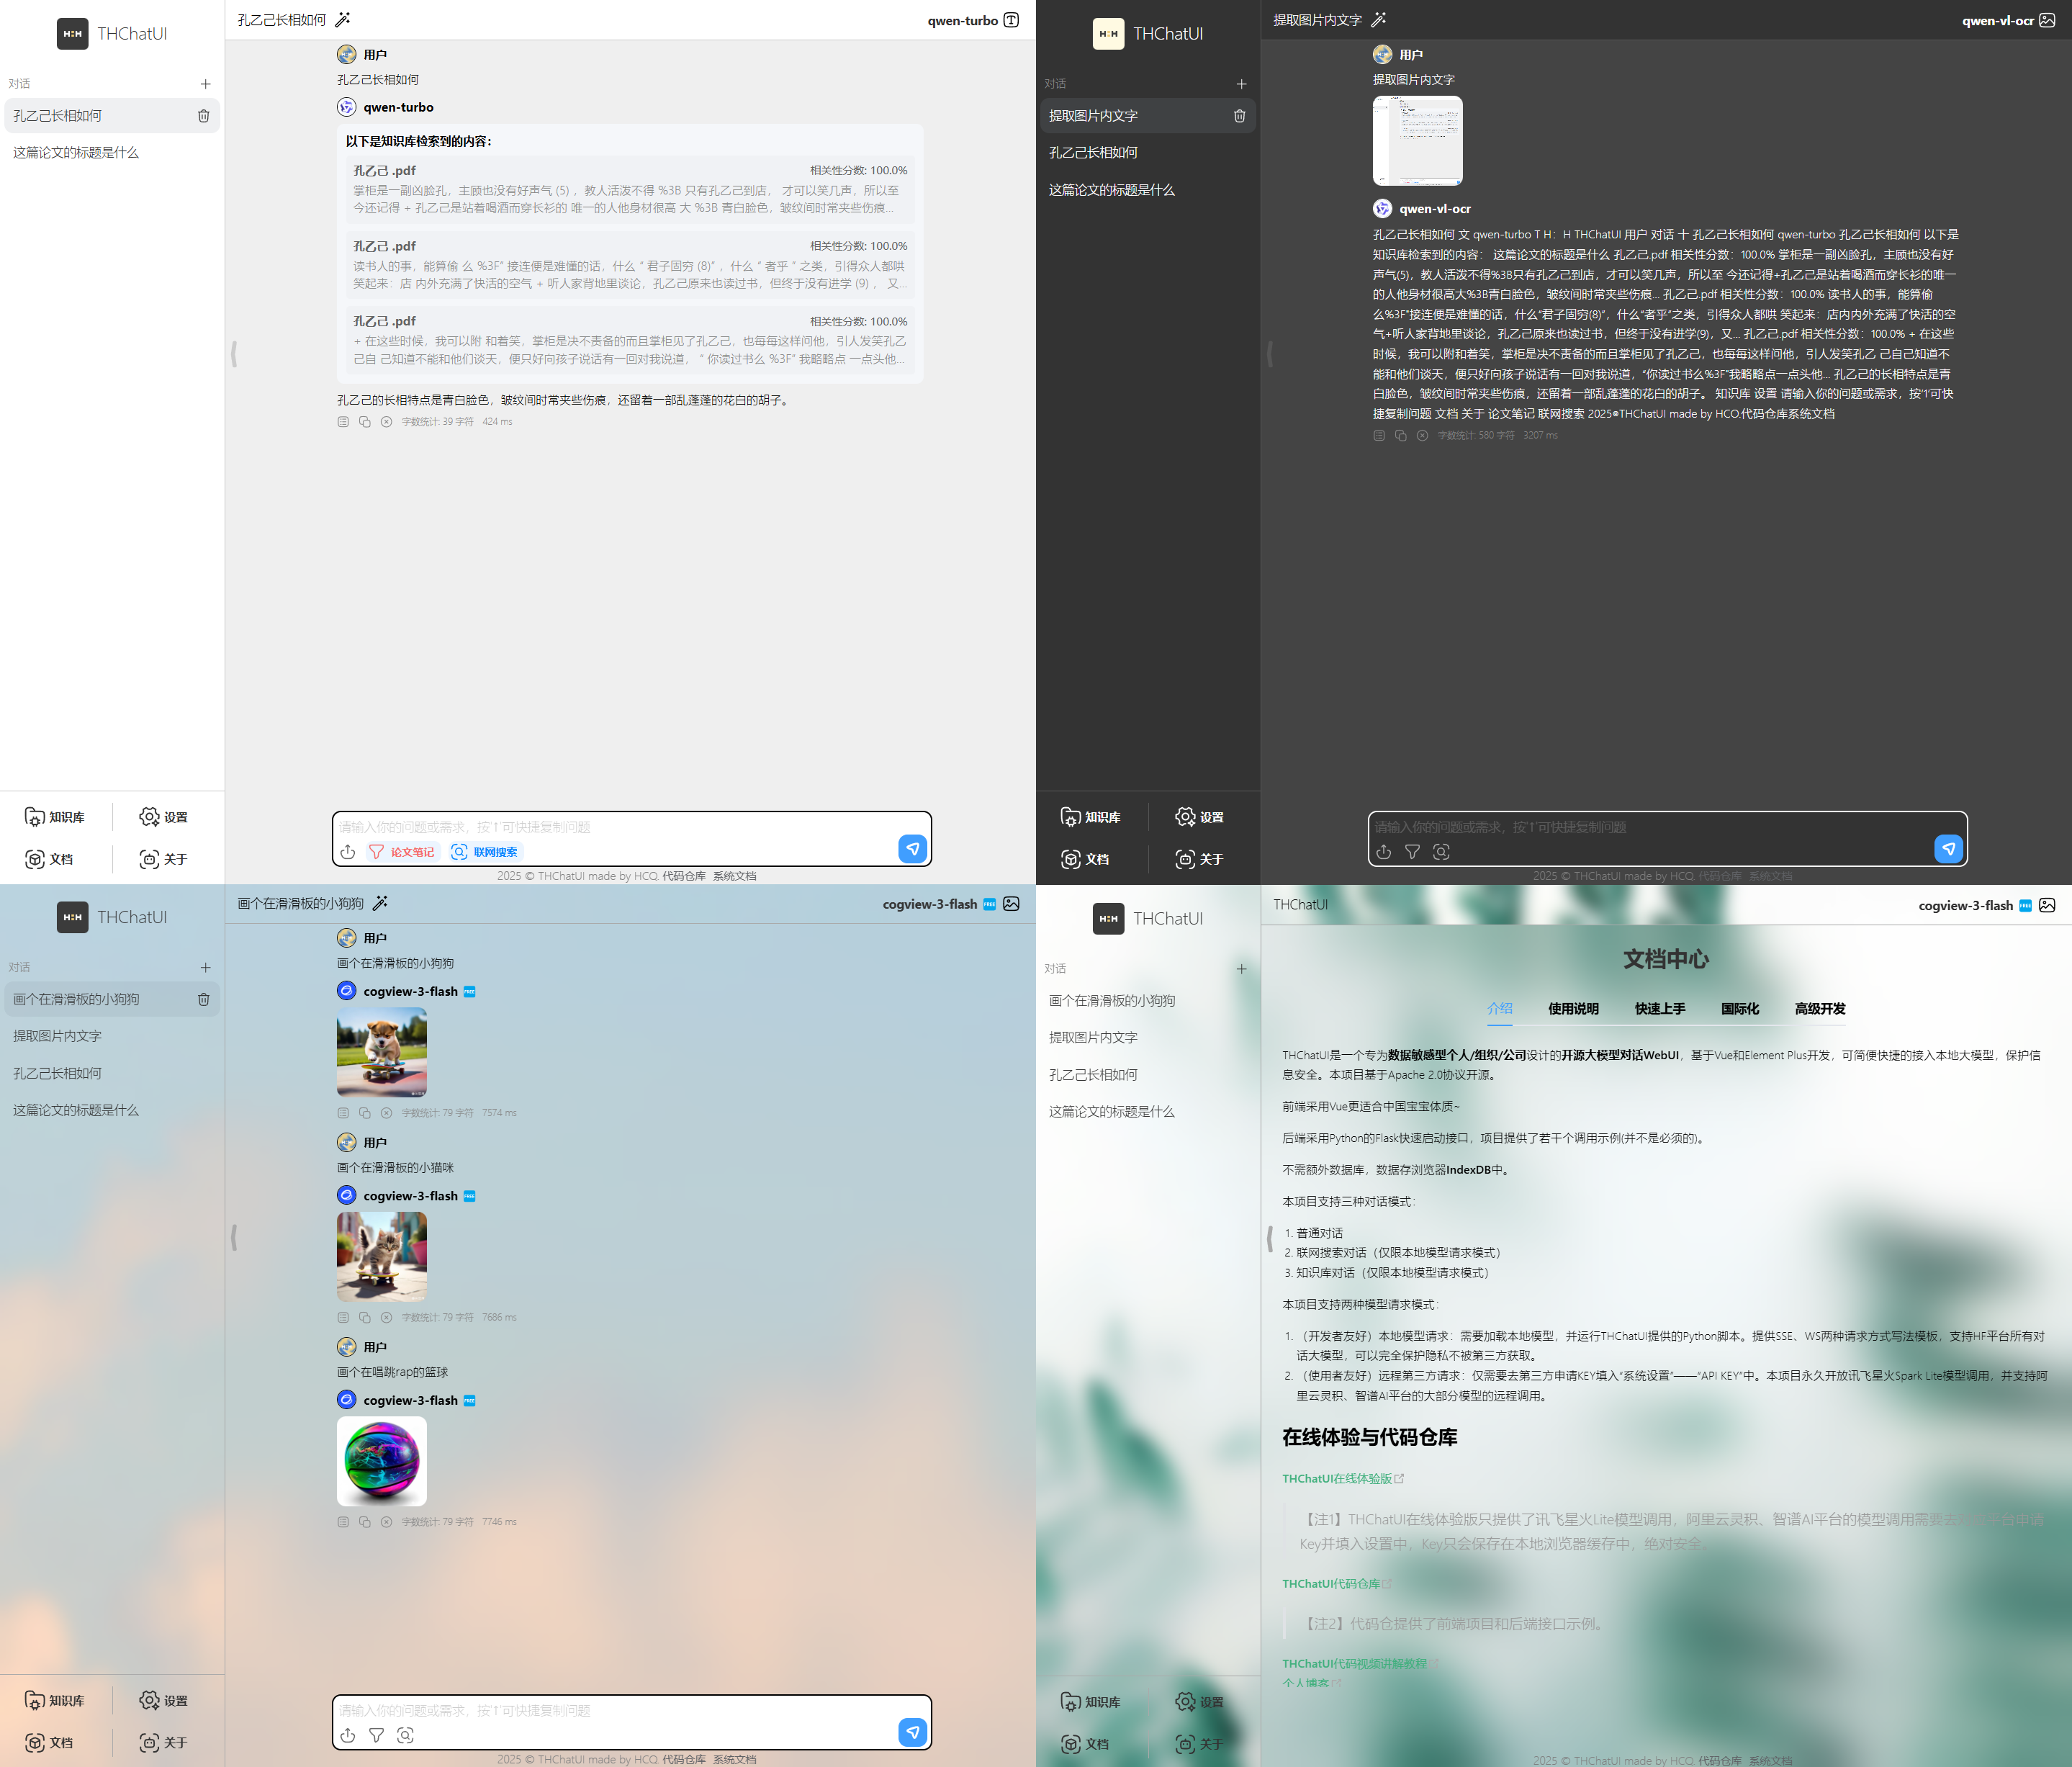 THChatUI
对话
孔乙己长相如何
这篇论文的标题是什么
知识库
设置
文档
关于
孔乙己长相如何
qwen-turbo
用户
孔乙己长相如何
qwen-turbo
以下是知识库检索到的内容：
孔乙己 .pdf 相关性分数: 100.0%
掌柜是一副凶脸孔，主顾也没有好声气 (5) ，教人活泼不得 %3B 只有孔乙己到店， 才可以笑几声，所以至
今还记得 + 孔乙己是站着喝酒而穿长衫的 唯一的人他身材很高 大 %3B 青白脸色，皱纹间时常夹些伤痕...
孔乙己 .pdf 相关性分数: 100.0%
读书人的事，能算偷 么 %3F” 接连便是难懂的话，什么 “ 君子固穷 (8)” ，什么 “ 者乎 ” 之类，引得众人都哄
笑起来：店 内外充满了快活的空气 + 听人家背地里谈论，孔乙己原来也读过书，但终于没有进学 (9) ， 又...
孔乙己 .pdf 相关性分数: 100.0%
+ 在这些时候，我可以附 和着笑，掌柜是决不责备的而且掌柜见了孔乙己，也每每这样问他，引人发笑孔乙
己自 己知道不能和他们谈天，便只好向孩子说话有一回对我说道， “ 你读过书么 %3F” 我略略点 一点头他...
孔乙己的长相特点是青白脸色，皱纹间时常夹些伤痕，还留着一部乱蓬蓬的花白的胡子。
字数统计: 39 字符 424 ms
请输入你的问题或需求，按'↑'可快捷复制问题
论文笔记
联网搜索
2025 © THChatUI made by HCQ. 代码仓库 系统文档
THChatUI
对话
提取图片内文字
孔乙己长相如何
这篇论文的标题是什么
知识库
设置
文档
关于
提取图片内文字
qwen-vl-ocr
用户
提取图片内文字
qwen-vl-ocr
孔乙己长相如何 文 qwen-turbo T H：H THChatUI 用户 对话 十 孔乙己长相如何 qwen-turbo 孔乙己长相如何 以下是
知识库检索到的内容： 这篇论文的标题是什么 孔乙己.pdf 相关性分数：100.0% 掌柜是一副凶脸孔，主顾也没有好
声气(5)，教人活泼不得%3B只有孔乙己到店，才可以笑几声，所以至 今还记得+孔乙己是站着喝酒而穿长衫的唯一
的人他身材很高大%3B青白脸色，皱纹间时常夹些伤痕... 孔乙己.pdf 相关性分数：100.0% 读书人的事，能算偷
么%3F”接连便是难懂的话，什么“君子固穷(8)”，什么“者乎”之类，引得众人都哄 笑起来：店内内外充满了快活的空
气+听人家背地里谈论，孔乙己原来也读过书，但终于没有进学(9)，又... 孔乙己.pdf 相关性分数：100.0% + 在这些
时候，我可以附和着笑，掌柜是决不责备的而且掌柜见了孔乙己，也每每这样问他，引人发笑孔乙 己自己知道不
能和他们谈天，便只好向孩子说话有一回对我说道，“你读过书么%3F”我略略点一点头他... 孔乙己的长相特点是青
白脸色，皱纹间时常夹些伤痕，还留着一部乱蓬蓬的花白的胡子。 知识库 设置 请输入你的问题或需求，按‘1’可快
捷复制问题 文档 关于 论文笔记 联网搜索 2025©THChatUI made by HCO.代码仓库系统文档
字数统计: 580 字符 3207 ms
请输入你的问题或需求，按'↑'可快捷复制问题
2025 © THChatUI made by HCQ. 代码仓库 系统文档
THChatUI
对话
画个在滑滑板的小狗狗
提取图片内文字
孔乙己长相如何
这篇论文的标题是什么
知识库
设置
文档
关于
画个在滑滑板的小狗狗
cogview-3-flash FREE
用户
画个在滑滑板的小狗狗
cogview-3-flash FREE
字数统计: 79 字符 7574 ms
用户
画个在滑滑板的小猫咪
cogview-3-flash FREE
字数统计: 79 字符 7686 ms
用户
画个在唱跳rap的篮球
cogview-3-flash FREE
字数统计: 79 字符 7746 ms
请输入你的问题或需求，按'↑'可快捷复制问题
2025 © THChatUI made by HCQ. 代码仓库 系统文档
THChatUI
对话
画个在滑滑板的小狗狗
提取图片内文字
孔乙己长相如何
这篇论文的标题是什么
知识库
设置
文档
关于
THChatUI
cogview-3-flash FREE
文档中心
介绍 使用说明 快速上手 国际化 高级开发
THChatUI是一个专为数据敏感型个人/组织/公司设计的开源大模型对话WebUI，基于Vue和Element Plus开发，可简便快捷的接入本地大模型，保护信
息安全。本项目基于Apache 2.0协议开源。
前端采用Vue更适合中国宝宝体质~
后端采用Python的Flask快速启动接口，项目提供了若干个调用示例(并不是必须的)。
不需额外数据库，数据存浏览器IndexDB中。
本项目支持三种对话模式：
1. 普通对话
2. 联网搜索对话（仅限本地模型请求模式）
3. 知识库对话（仅限本地模型请求模式）
本项目支持两种模型请求模式：
1. （开发者友好）本地模型请求：需要加载本地模型，并运行THChatUI提供的Python脚本。提供SSE、WS两种请求方式写法模板，支持HF平台所有对
话大模型，可以完全保护隐私不被第三方获取。
2. （使用者友好）远程第三方请求：仅需要去第三方申请KEY填入“系统设置”——“API KEY”中。本项目永久开放讯飞星火Spark Lite模型调用，并支持阿
里云灵积、智谱AI平台的大部分模型的远程调用。
在线体验与代码仓库
THChatUI在线体验版
【注1】THChatUI在线体验版只提供了讯飞星火Lite模型调用，阿里云灵积、智谱AI平台的模型调用需要去
Key并填入设置中，Key只会保存在本地浏览器缓存中，绝对安全。
THChatUI代码仓库
【注2】代码仓提供了前端项目和后端接口示例。
THChatUI代码视频讲解教程
个人博客
2025 © THChatUI made by HCQ. 代码仓库 系统文档